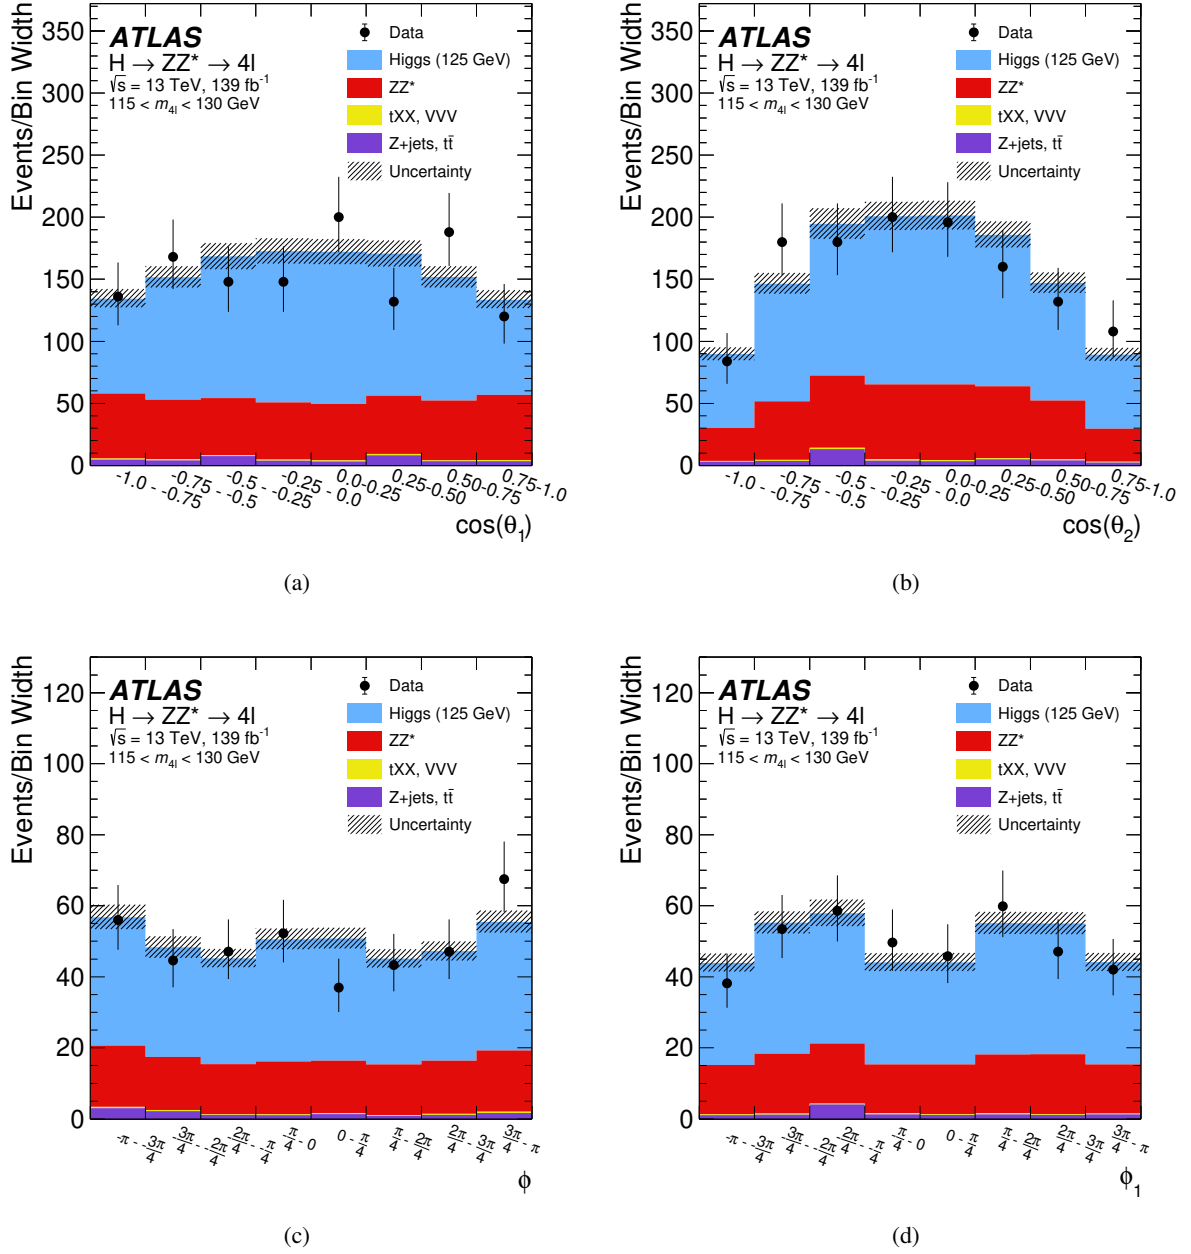 Events/Bin Width
350
300
250
200
150
100
50
0
ATLAS
H → ZZ* → 4l
√s = 13 TeV, 139 fb⁻¹
115 < m₄ₗ < 130 GeV
Data
Higgs (125 GeV)
ZZ*
tXX, VVV
Z+jets, tt̄
Uncertainty
-1.0 - -0.75
-0.75 - -0.5
-0.5 - -0.25
-0.25 - 0.0
0.0-0.25
0.25-0.50
0.50-0.75
0.75-1.0
cos(θ₁)
(a)
Events/Bin Width
350
300
250
200
150
100
50
0
ATLAS
H → ZZ* → 4l
√s = 13 TeV, 139 fb⁻¹
115 < m₄ₗ < 130 GeV
Data
Higgs (125 GeV)
ZZ*
tXX, VVV
Z+jets, tt̄
Uncertainty
-1.0 - -0.75
-0.75 - -0.5
-0.5 - -0.25
-0.25 - 0.0
0.0-0.25
0.25-0.50
0.50-0.75
0.75-1.0
cos(θ₂)
(b)
Events/Bin Width
120
100
80
60
40
20
0
ATLAS
H → ZZ* → 4l
√s = 13 TeV, 139 fb⁻¹
115 < m₄ₗ < 130 GeV
Data
Higgs (125 GeV)
ZZ*
tXX, VVV
Z+jets, tt̄
Uncertainty
-π - -3π/4
-3π/4 - -2π/4
-2π/4 - -π/4
-π/4 - 0
0 - π/4
π/4 - 2π/4
2π/4 - 3π/4
3π/4 - π
ϕ
(c)
Events/Bin Width
120
100
80
60
40
20
0
ATLAS
H → ZZ* → 4l
√s = 13 TeV, 139 fb⁻¹
115 < m₄ₗ < 130 GeV
Data
Higgs (125 GeV)
ZZ*
tXX, VVV
Z+jets, tt̄
Uncertainty
-π - -3π/4
-3π/4 - -2π/4
-2π/4 - -π/4
-π/4 - 0
0 - π/4
π/4 - 2π/4
2π/4 - 3π/4
3π/4 - π
ϕ₁
(d)